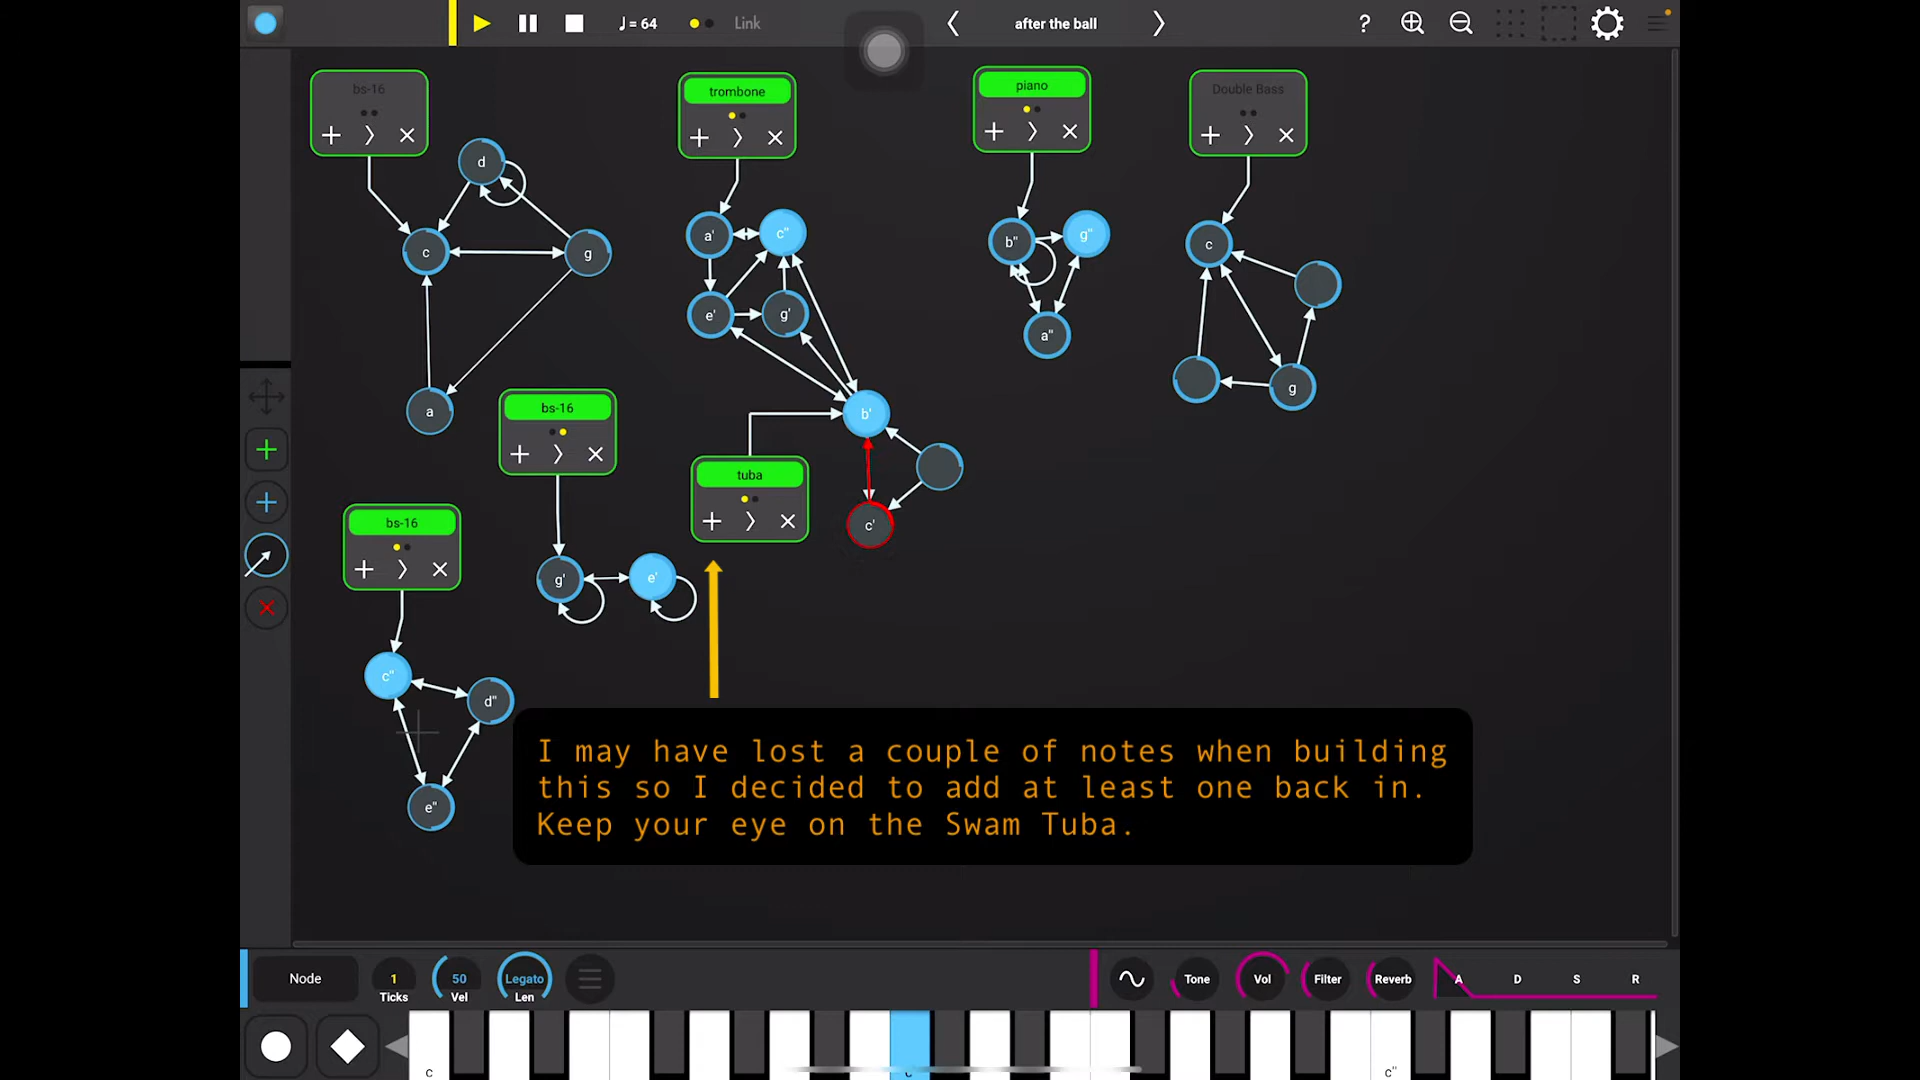 ♩= 64
Link
after the ball
?
bs-16
trombone
piano
Double Bass
d
c
g
a
a'
c"
e'
g'
b"
g"
a"
c
g
bs-16
b'
tuba
c'
bs-16
g'
e'
c"
d"
e"
I may have lost a couple of notes when building
this so I decided to add at least one back in.
Keep your eye on the Swam Tuba.
Node
1
Ticks
50
Vel
Legato
Len
Tone
Vol
Filter
Reverb
A
D
S
R
c
c'
c"